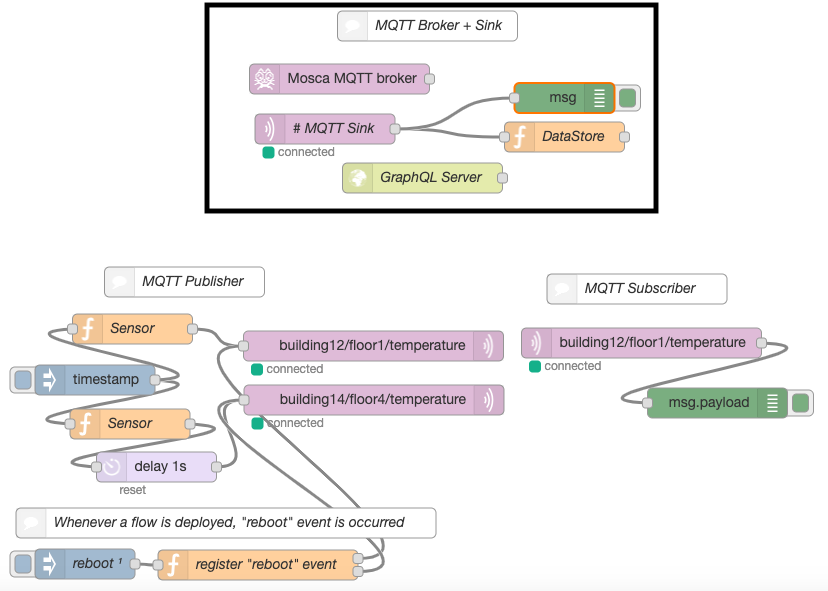 MQTT Broker + Sink
Mosca MQTT broker
msg
# MQTT Sink
DataStore
connected
GraphQL Server
MQTT Publisher
MQTT Subscriber
Sensor
building12/floor1/temperature
building12/floor1/temperature
connected
connected
timestamp
building14/floor4/temperature
msg.payload
Sensor
connected
delay 1s
reset
Whenever a flow is deployed, "reboot" event is occurred
reboot ¹
register "reboot" event